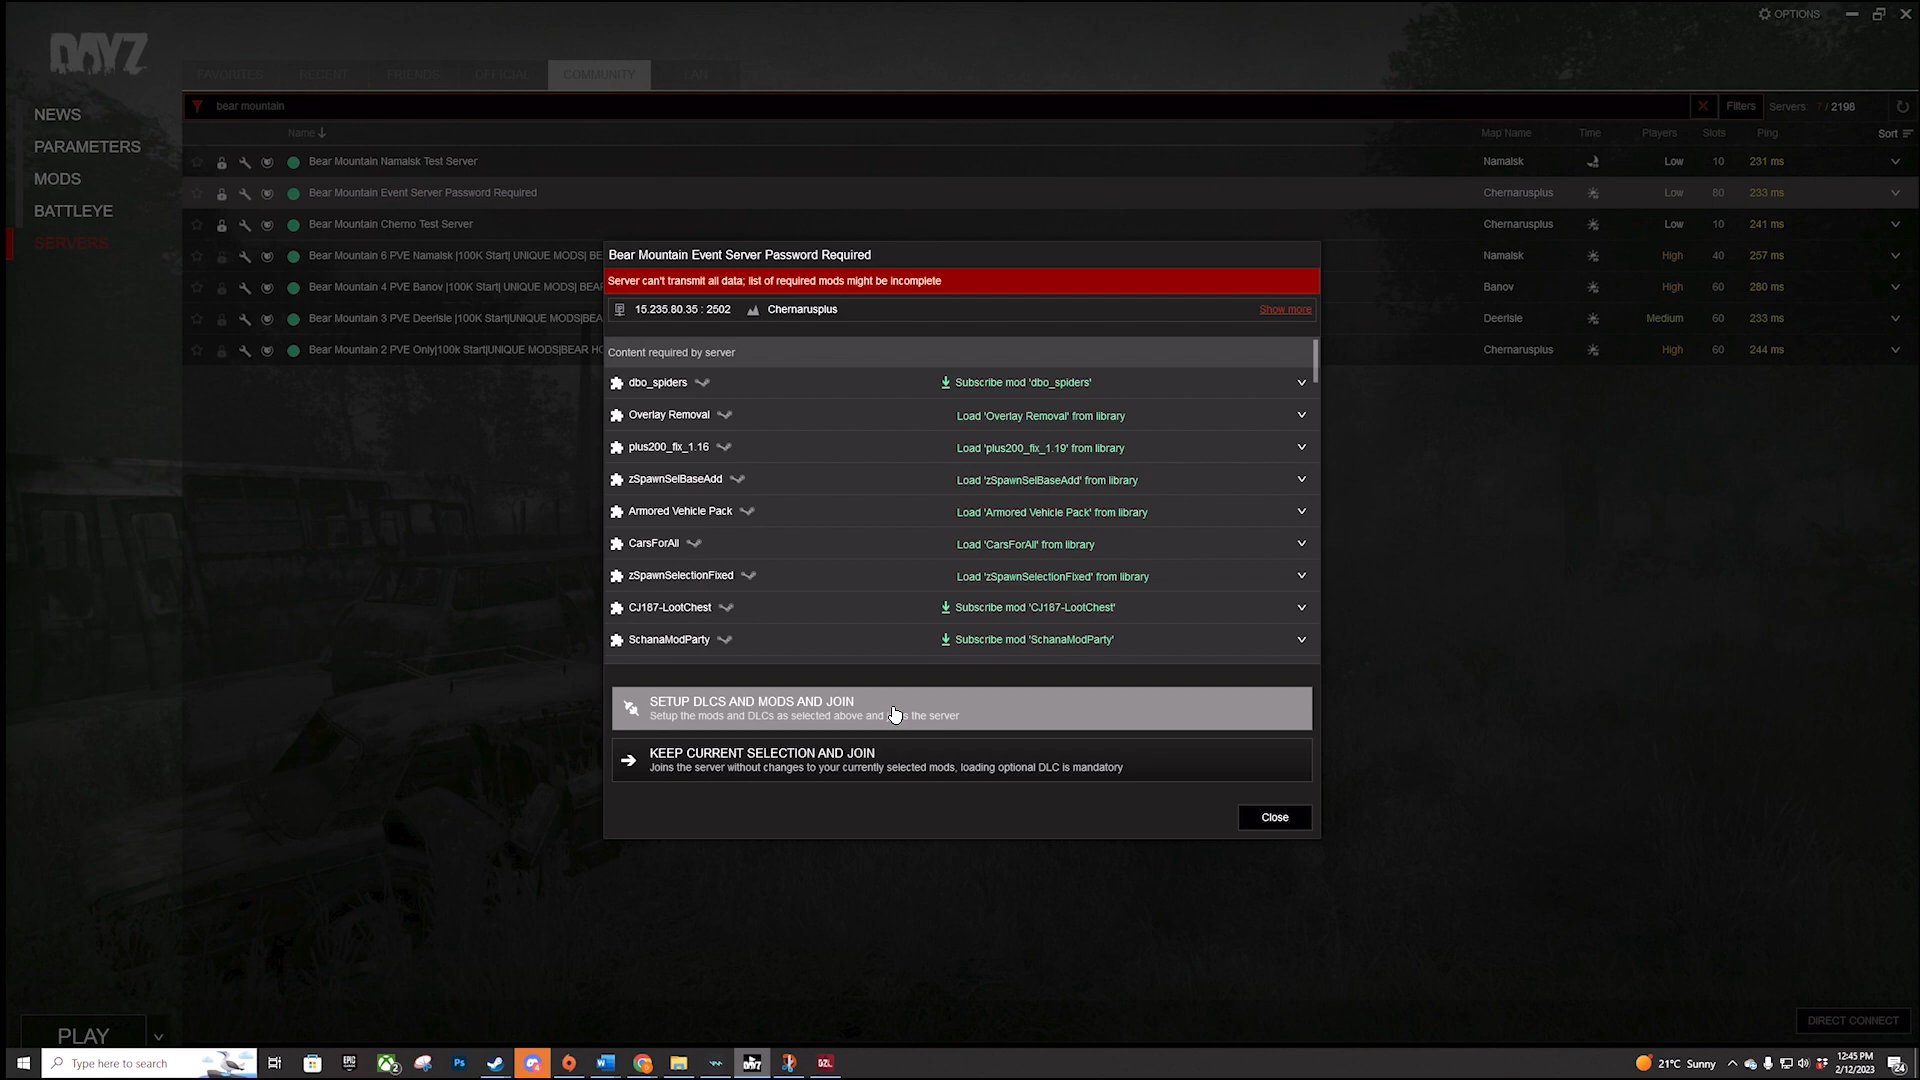 OPTIONS
DAYZ
FAVORITES RECENT FRIENDS OFFICIAL COMMUNITY LAN
NEWS
PARAMETERS
MODS
BATTLEYE
SERVERS
bear mountain
Filters Servers: 7 / 2198
Name Map Name Time Players Slots Ping Sort
Bear Mountain Namalsk Test Server Namalsk Low 10 231 ms
Bear Mountain Event Server Password Required Chernarusplus Low 80 233 ms
Bear Mountain Cherno Test Server Chernarusplus Low 10 241 ms
Bear Mountain 6 PVE Namalsk |100K Start| UNIQUE MODS| BE Namalsk High 40 257 ms
Bear Mountain 4 PVE Banov |100K Start| UNIQUE MODS| BEA Banov High 60 280 ms
Bear Mountain 3 PVE DeerIsle |100K Start|UNIQUE MODS|BEA DeerIsle Medium 60 233 ms
Bear Mountain 2 PVE Only|100k Start|UNIQUE MODS|BEAR HO Chernarusplus High 60 244 ms
Bear Mountain Event Server Password Required
Server can't transmit all data; list of required mods might be incomplete
15.235.80.35 : 2502 Chernarusplus Show more
Content required by server
dbo_spiders Subscribe mod 'dbo_spiders'
Overlay Removal Load 'Overlay Removal' from library
plus200_fix_1.16 Load 'plus200_fix_1.19' from library
zSpawnSelBaseAdd Load 'zSpawnSelBaseAdd' from library
Armored Vehicle Pack Load 'Armored Vehicle Pack' from library
CarsForAll Load 'CarsForAll' from library
zSpawnSelectionFixed Load 'zSpawnSelectionFixed' from library
CJ187-LootChest Subscribe mod 'CJ187-LootChest'
SchanaModParty Subscribe mod 'SchanaModParty'
SETUP DLCS AND MODS AND JOIN
Setup the mods and DLCs as selected above and the server
KEEP CURRENT SELECTION AND JOIN
Joins the server without changes to your currently selected mods, loading optional DLC is mandatory
Close
PLAY
DIRECT CONNECT
Type here to search
EPIC
2
Ps
W
DAYZ
DZL
21°C Sunny
12:45 PM
2/12/2023
24